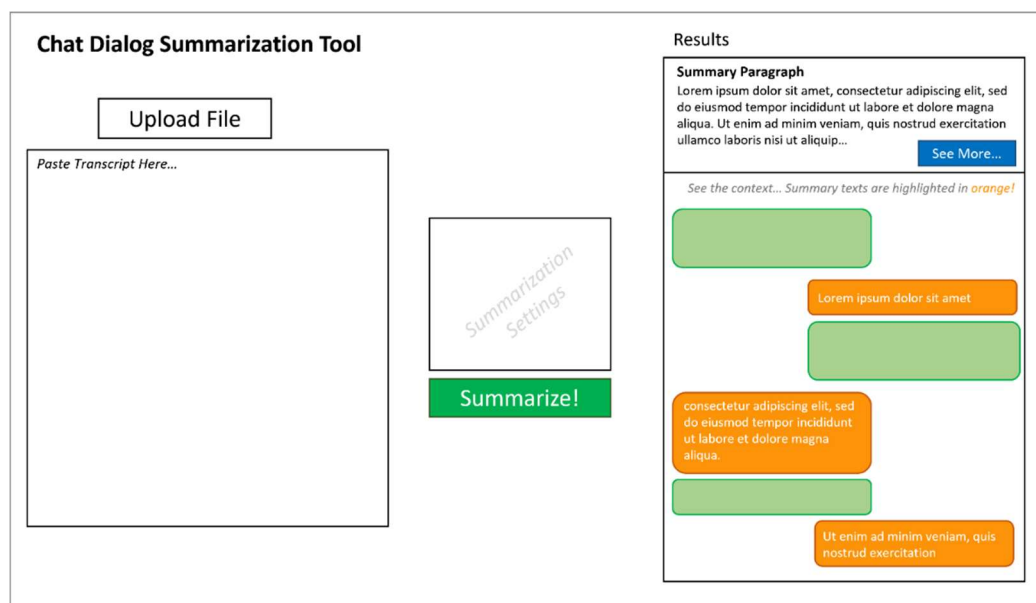 Chat Dialog Summarization Tool
Upload File
Paste Transcript Here...
Summarization
Settings
Summarize!
Results
Summary Paragraph
Lorem ipsum dolor sit amet, consectetur adipiscing elit, sed
do eiusmod tempor incididunt ut labore et dolore magna
aliqua. Ut enim ad minim veniam, quis nostrud exercitation
ullamco laboris nisi ut aliquip...
See More...
See the context... Summary texts are highlighted in orange!
Lorem ipsum dolor sit amet
consectetur adipiscing elit, sed
do eiusmod tempor incididunt
ut labore et dolore magna
aliqua.
Ut enim ad minim veniam, quis
nostrud exercitation